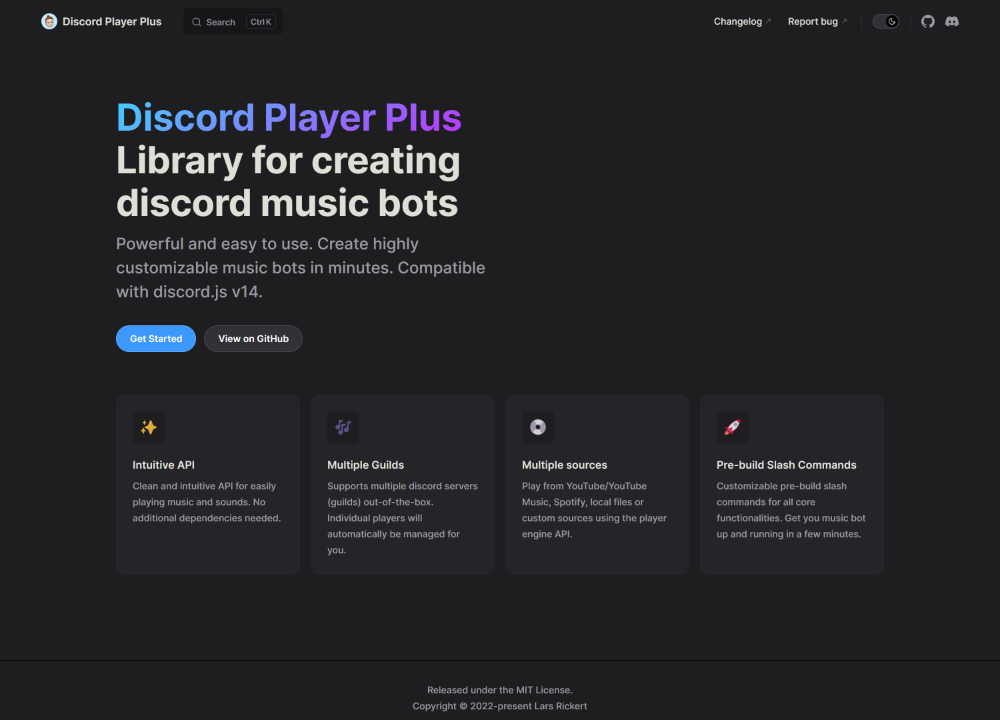 Discord Player Plus
Search Ctrl K
Changelog
Report bug
Discord Player Plus
Library for creating
discord music bots
Powerful and easy to use. Create highly
customizable music bots in minutes. Compatible
with discord.js v14.
Get Started
View on GitHub
Intuitive API
Clean and intuitive API for easily
playing music and sounds. No
additional dependencies needed.
Multiple Guilds
Supports multiple discord servers
(guilds) out-of-the-box.
Individual players will
automatically be managed for
you.
Multiple sources
Play from YouTube/YouTube
Music, Spotify, local files or
custom sources using the player
engine API.
Pre-build Slash Commands
Customizable pre-build slash
commands for all core
functionalities. Get you music bot
up and running in a few minutes.
Released under the MIT License.
Copyright © 2022-present Lars Rickert